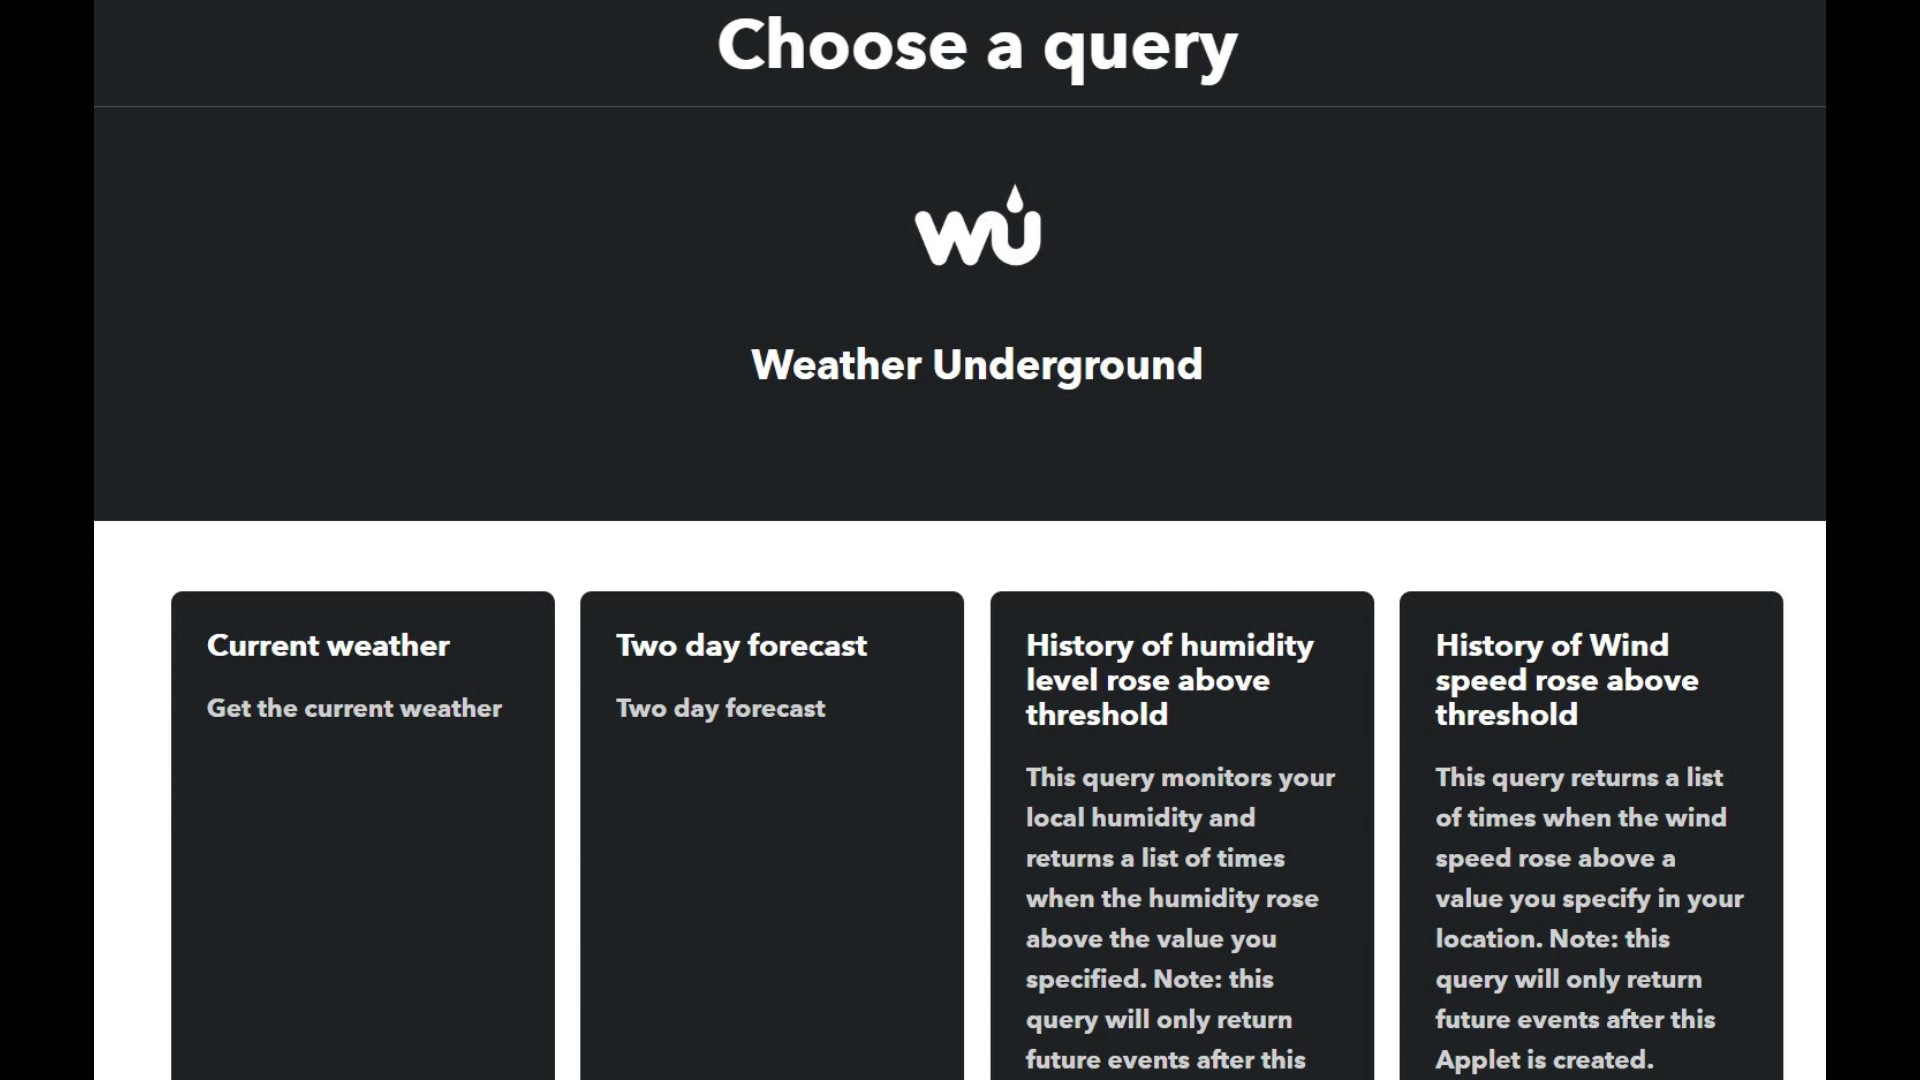 Choose a query
wu
Weather Underground
Current weather
Get the current weather
Two day forecast
Two day forecast
History of humidity
level rose above
threshold
This query monitors your
local humidity and
returns a list of times
when the humidity rose
above the value you
specified. Note: this
query will only return
future events after this
History of Wind
speed rose above
threshold
This query returns a list
of times when the wind
speed rose above a
value you specify in your
location. Note: this
query will only return
future events after this
Applet is created.